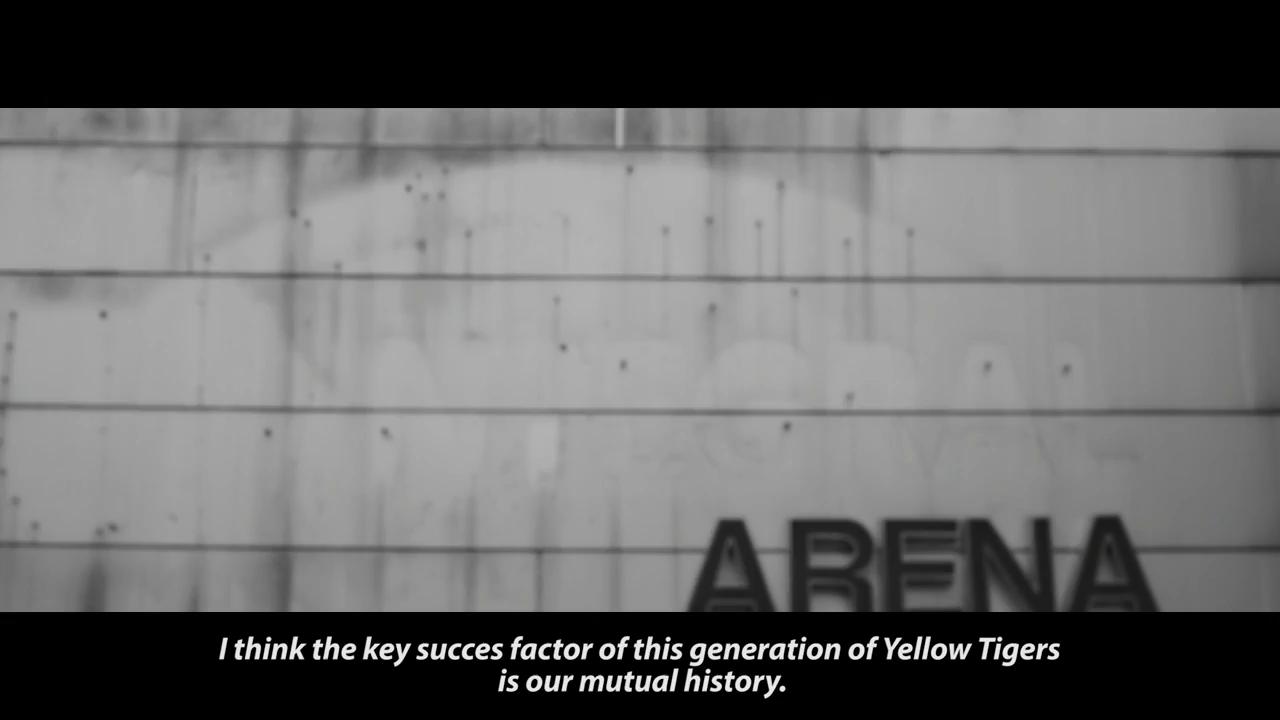 ARENA
I think the key succes factor of this generation of Yellow Tigers
is our mutual history.